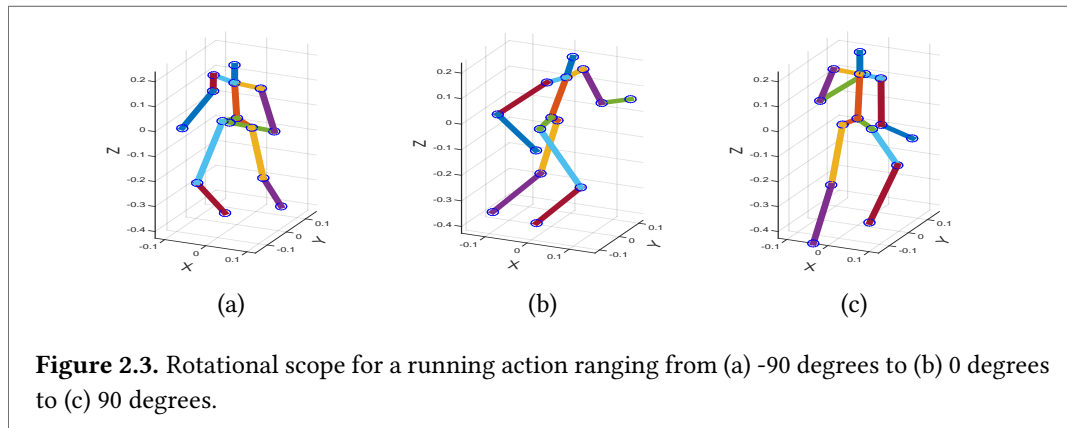 0.2
0.1
0
-0.1
-0.2
-0.3
-0.4
Z
-0.1
0
0.1
X
-0.1
0
0.1
Y
(a)
0.2
0.1
0
-0.1
-0.2
-0.3
-0.4
Z
-0.1
0
0.1
X
-0.1
0
0.1
Y
(b)
0.2
0.1
0
-0.1
-0.2
-0.3
-0.4
Z
-0.1
0
0.1
X
-0.1
0
0.1
Y
(c)
Figure 2.3. Rotational scope for a running action ranging from (a) -90 degrees to (b) 0 degrees
to (c) 90 degrees.